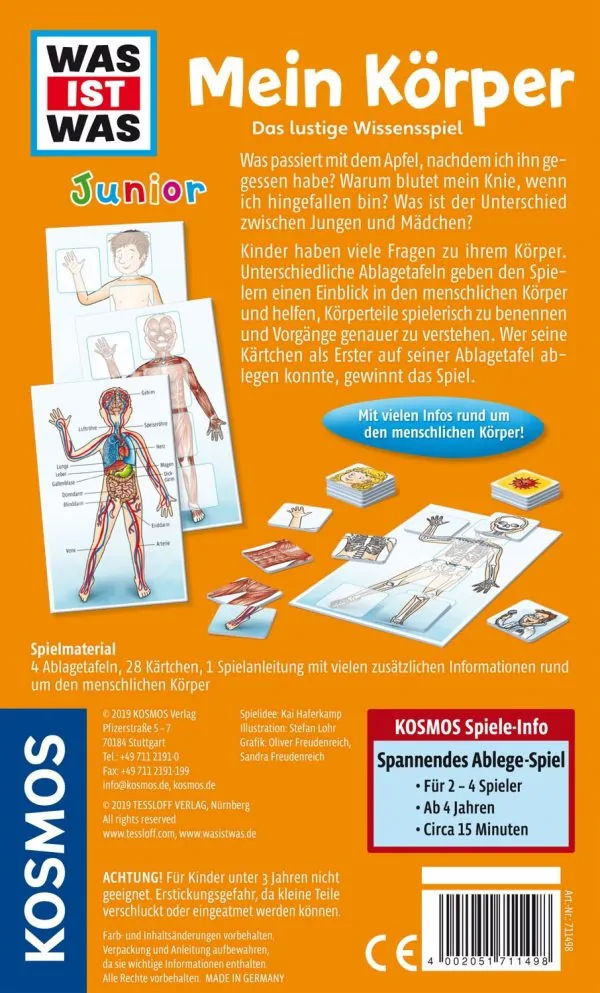 WAS
IST
WAS
Junior
Mein Körper
Das lustige Wissensspiel
Was passiert mit dem Apfel, nachdem ich ihn ge-
gessen habe? Warum blutet mein Knie, wenn
ich hingefallen bin? Was ist der Unterschied
zwischen Jungen und Mädchen?
Kinder haben viele Fragen zu ihrem Körper.
Unterschiedliche Ablagetafeln geben den Spie-
lern einen Einblick in den menschlichen Körper
und helfen, Körperteile spielerisch zu benennen
und Vorgänge genauer zu verstehen. Wer seine
Kärtchen als Erster auf seiner Ablagetafel ab-
legen konnte, gewinnt das Spiel.
Mit vielen Infos rund um
den menschlichen Körper!
Gehirn
Luftröhre
Speiseröhre
Herz
Lunge
Leber
Magen
Gallenblase
Dick-
darm
Dünndarm
Blinddarm
Enddarm
Vene
Arterie
Spielmaterial
4 Ablagetafeln, 28 Kärtchen, 1 Spielanleitung mit vielen zusätzlichen Informationen rund
um den menschlichen Körper
KOSMOS
© 2019 KOSMOS Verlag
Pfizerstraße 5 – 7
70184 Stuttgart
Tel.: +49 711 2191-0
Fax: +49 711 2191-199
info@kosmos.de, kosmos.de
© 2019 TESSLOFF VERLAG, Nürnberg
All rights reserved
www.tessloff.com, www.wasistwas.de
Spielidee: Kai Haferkamp
Illustration: Stefan Lohr
Grafik: Oliver Freudenreich,
Sandra Freudenreich
KOSMOS Spiele-Info
Spannendes Ablege-Spiel
• Für 2 – 4 Spieler
• Ab 4 Jahren
• Circa 15 Minuten
ACHTUNG! Für Kinder unter 3 Jahren nicht
geeignet. Erstickungsgefahr, da kleine Teile
verschluckt oder eingeatmet werden können.
Farb- und Inhaltsänderungen vorbehalten.
Verpackung und Anleitung aufbewahren,
da sie wichtige Informationen enthalten.
Alle Rechte vorbehalten. MADE IN GERMANY
CE
4 002051 711498
Art.-Nr.: 711498